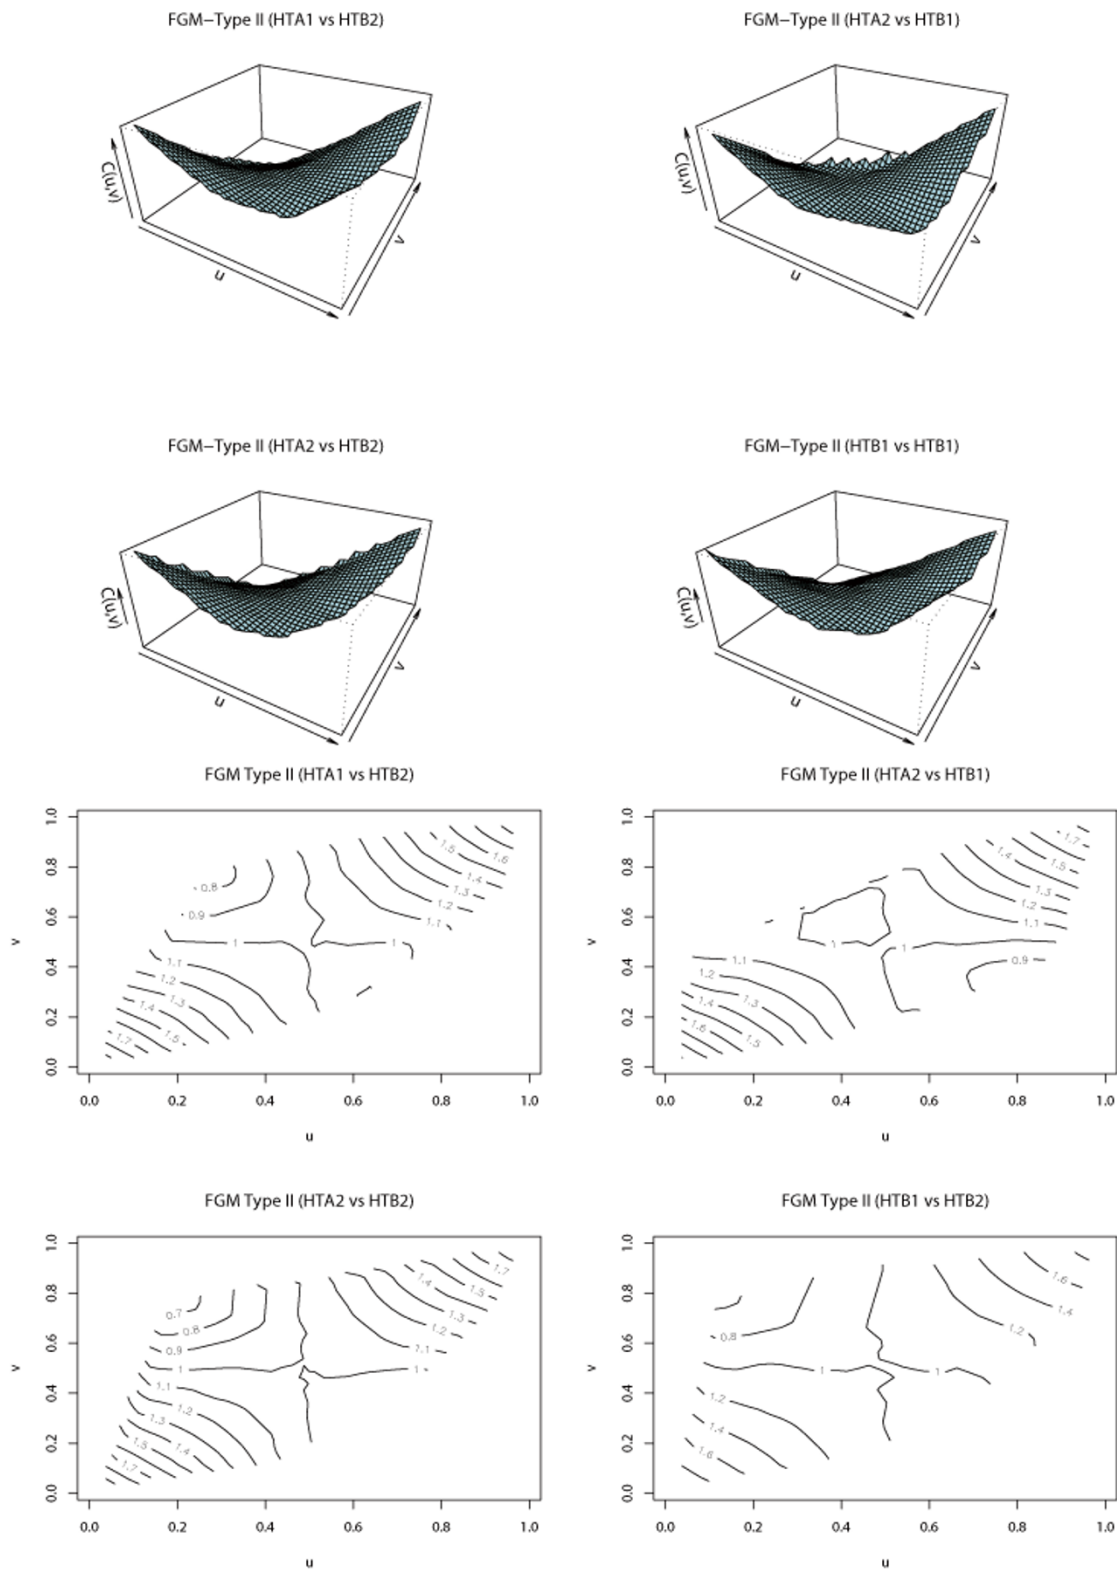 FGM−Type II (HTA1 vs HTB2)
FGM−Type II (HTA2 vs HTB1)
C(u,v)
u
v
C(u,v)
u
v
FGM−Type II (HTA2 vs HTB2)
FGM−Type II (HTB1 vs HTB1)
C(u,v)
u
v
C(u,v)
u
v
FGM Type II (HTA1 vs HTB2)
v
1.0
0.8
0.6
0.4
0.2
0.0
1.5
1.6
1.4
1.3
1.2
1.1
0.8
0.9
1
1
1.1
1.2
1.3
1.4
1.5
1.7
0.0 0.2 0.4 0.6 0.8 1.0
u
FGM Type II (HTA2 vs HTB1)
v
1.0
0.8
0.6
0.4
0.2
0.0
1.7
1.4
1.5
1.3
1.2
1.1
1
1
0.9
1.1
1.2
1.4
1.3
1.6
1.5
0.0 0.2 0.4 0.6 0.8 1.0
u
FGM Type II (HTA2 vs HTB2)
v
1.0
0.8
0.6
0.4
0.2
0.0
1.7
1.4
1.5
1.3
1.2
1.1
0.7
0.8
0.9
1
1
1.1
1.2
1.3
1.5
1.4
1.7
0.0 0.2 0.4 0.6 0.8 1.0
u
FGM Type II (HTB1 vs HTB2)
v
1.0
0.8
0.6
0.4
0.2
0.0
1.6
1.4
1.2
0.8
1
1
1.2
1.4
1.6
0.0 0.2 0.4 0.6 0.8 1.0
u